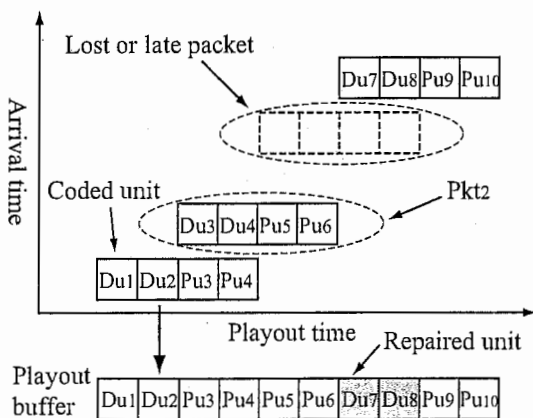 Lost or late packet
Du7 Du8 Pu9 Pu10
Arrival time
Coded unit
Pkt2
Du3 Du4 Pu5 Pu6
Du1 Du2 Pu3 Pu4
Playout time
Repaired unit
Playout
buffer
Du1 Du2 Pu3 Pu4 Pu5 Pu6 Du7 Du8 Pu9 Pu10